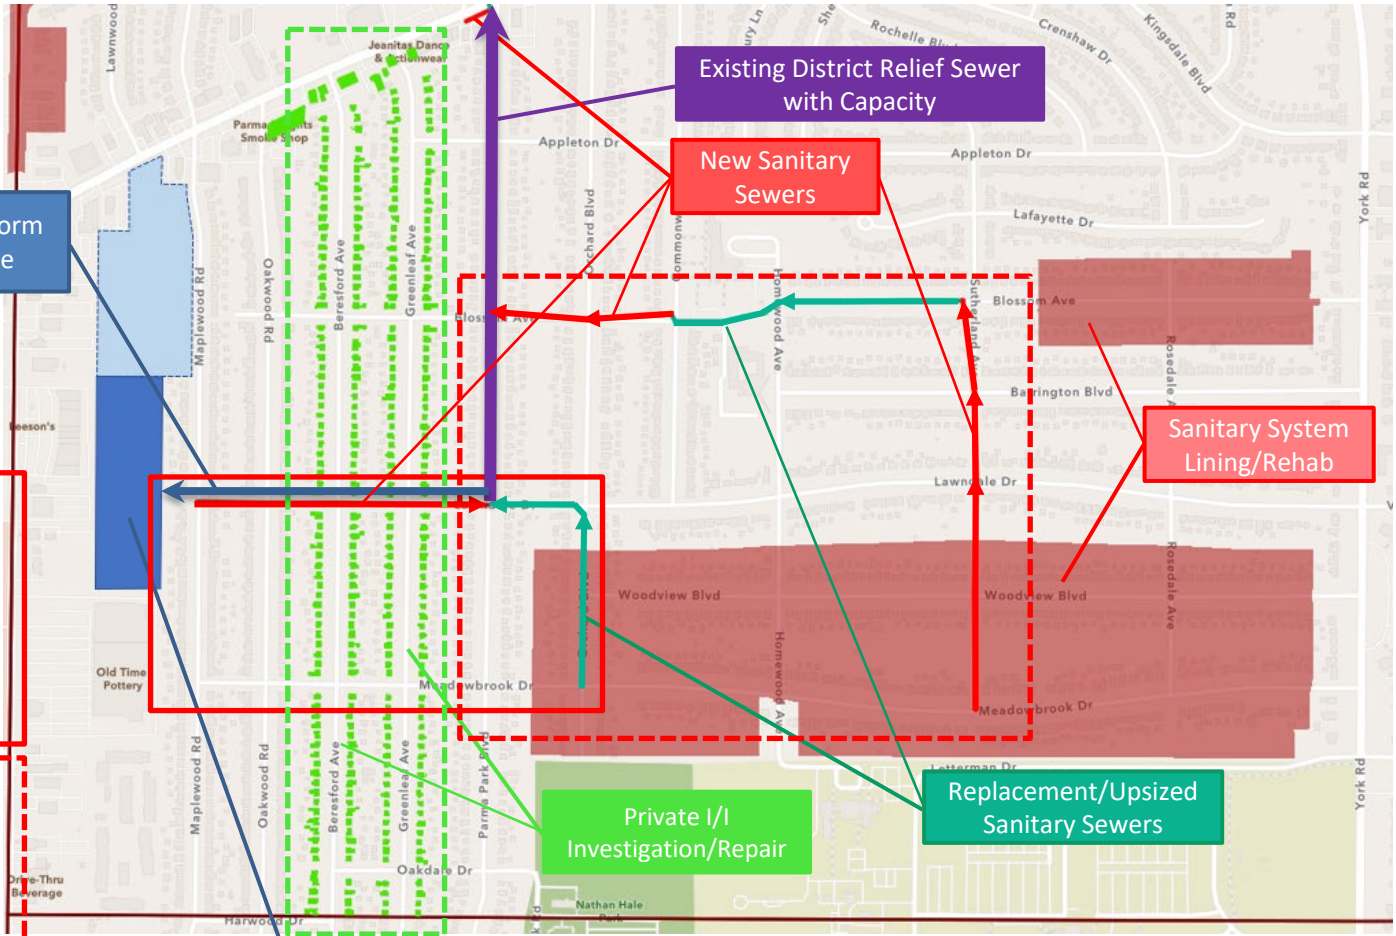 Lawnwood
Jeanitas Dance
& Actionwear
Rochelle Blvd
Crenshaw Dr
Kingsdale Blvd
Existing District Relief Sewer
with Capacity
Parma Heights
Smoke Shop
Appleton Dr
New Sanitary
Sewers
Appleton Dr
York Rd
Lafayette Dr
Maplewood Rd
Oakwood Rd
Beresford Ave
Greenleaf Ave
Orchard Blvd
Homewood Ave
Sutherland Ave
Blossom Ave
Blossom Ave
Barrington Blvd
Sanitary System
Lining/Rehab
Lawndale Dr
Woodview Blvd
Woodview Blvd
Rosedale Ave
Old Time
Pottery
Meadowbrook Dr
Homewood Ave
Meadowbrook Dr
Letterman Dr
Maplewood Rd
Oakwood Rd
Beresford Ave
Greenleaf Ave
Parma Park Blvd
Private I/I
Investigation/Repair
Replacement/Upsized
Sanitary Sewers
York Rd
Oakdale Dr
Drive-Thru
Beverage
Nathan Hale
Park
Harwood Dr